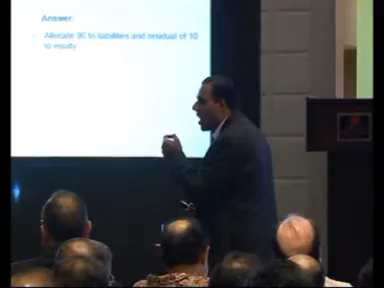 Answer:
- Allocate 90 to liabilities and residual of 10
to equity